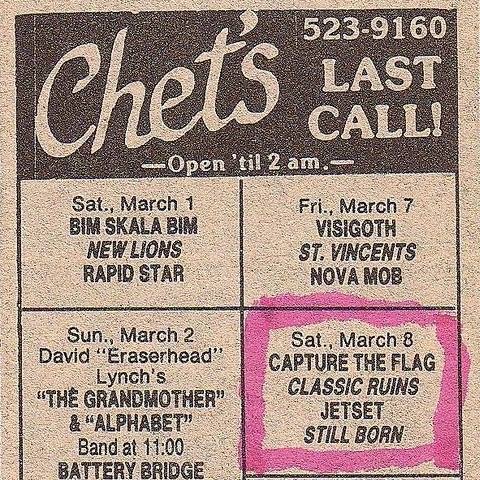 Chet's
523-9160
LAST
CALL!
—Open 'til 2 am.—
Sat., March 1
BIM SKALA BIM
NEW LIONS
RAPID STAR
Fri., March 7
VISIGOTH
ST. VINCENTS
NOVA MOB
Sun., March 2
David "Eraserhead"
Lynch's
"THE GRANDMOTHER"
& "ALPHABET"
Band at 11:00
BATTERY BRIDGE
Sat., March 8
CAPTURE THE FLAG
CLASSIC RUINS
JETSET
STILL BORN